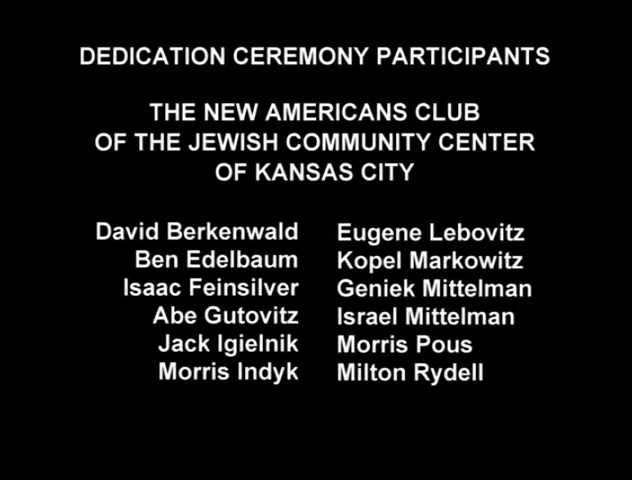 DEDICATION CEREMONY PARTICIPANTS
THE NEW AMERICANS CLUB
OF THE JEWISH COMMUNITY CENTER
OF KANSAS CITY
David Berkenwald
Ben Edelbaum
Isaac Feinsilver
Abe Gutovitz
Jack Igielnik
Morris Indyk
Eugene Lebovitz
Kopel Markowitz
Geniek Mittelman
Israel Mittelman
Morris Pous
Milton Rydell